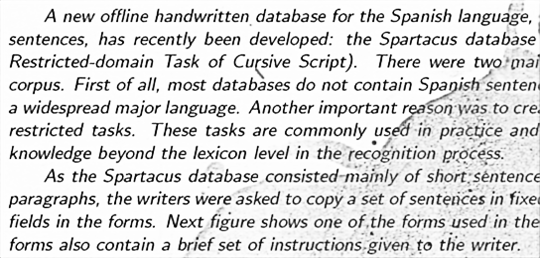 A new offline handwritten database for the Spanish language,
sentences, has recently been developed: the Spartacus database
Restricted-domain Task of Cursive Script). There were two mai
corpus. First of all, most databases do not contain Spanish senten
a widespread major language. Another important reason was to cre
restricted tasks. These tasks are commonly used in practice and
knowledge beyond the lexicon level in the recognition process.
As the Spartacus database consisted mainly of short sentence
paragraphs, the writers were asked to copy a set of sentences in fixe
fields in the forms. Next figure shows one of the forms used in the
forms also contain a brief set of instructions given to the writer.